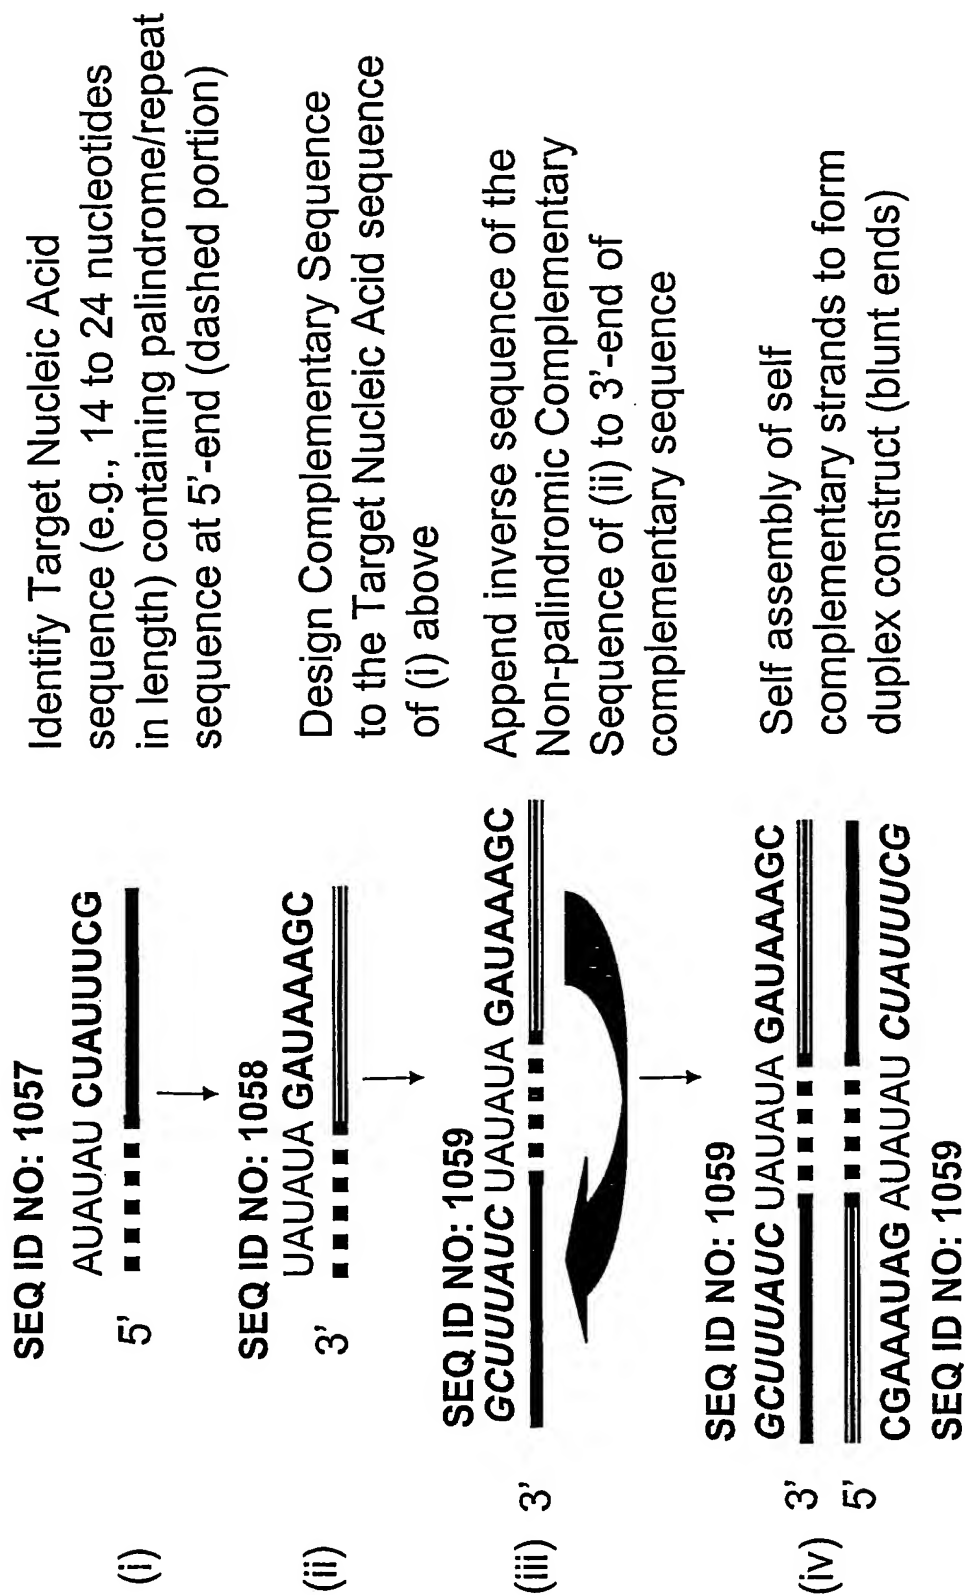 SEQ ID NO: 1057
AUAUAU CUAUUUCG
(i) 5'
Identify Target Nucleic Acid
sequence (e.g., 14 to 24 nucleotides
in length) containing palindrome/repeat
sequence at 5'-end (dashed portion)
SEQ ID NO: 1058
UAUAUA GAUAAAGC
(ii) 3'
Design Complementary Sequence
to the Target Nucleic Acid sequence
of (i) above
SEQ ID NO: 1059
GCUUUAUC UAUAUA GAUAAAGC
(iii) 3'
Append inverse sequence of the
Non-palindromic Complementary
Sequence of (ii) to 3'-end of
complementary sequence
SEQ ID NO: 1059
GCUUUAUC UAUAUA GAUAAAGC
(iv) 3'
5'
CGAAAUAG AUAUAU CUAUUUCG
SEQ ID NO: 1059
Self assembly of self
complementary strands to form
duplex construct (blunt ends)